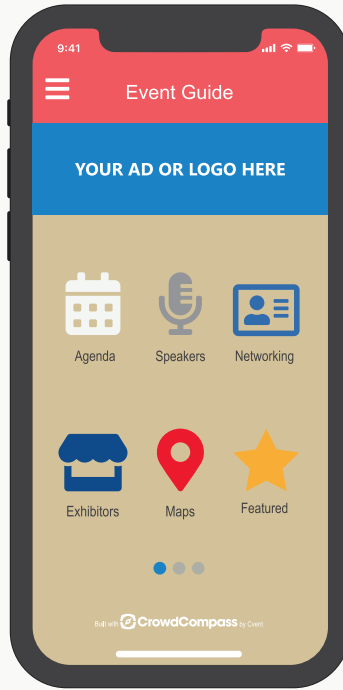 9:41
Event Guide
YOUR AD OR LOGO HERE
Agenda Speakers Networking
Exhibitors Maps Featured
Built with CrowdCompass by Cvent